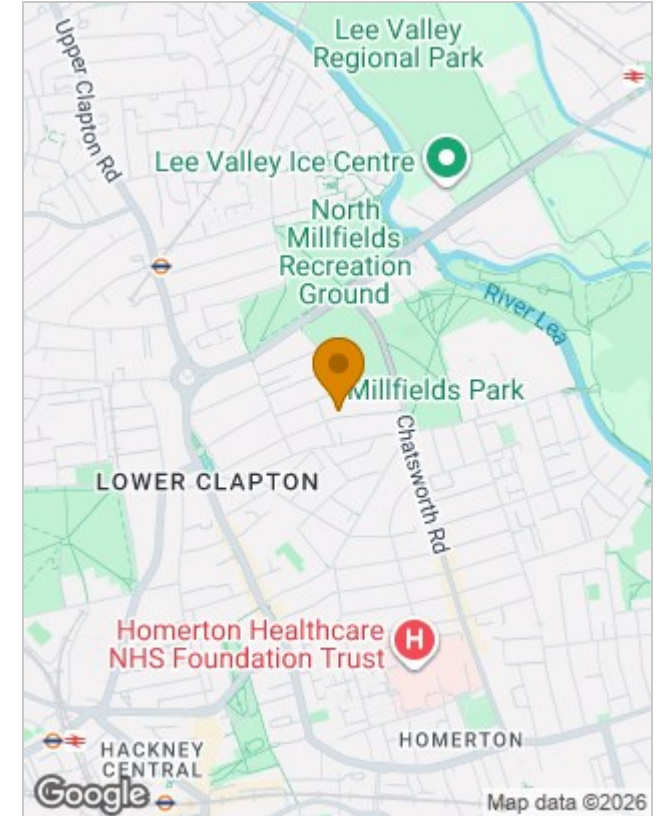 Lee Valley
Regional Park
Upper Clapton Rd
Lee Valley Ice Centre
North
Millfields
Recreation
Ground
River Lea
Millfields Park
Chatsworth Rd
LOWER CLAPTON
Homerton Healthcare
NHS Foundation Trust
H
HOMERTON
HACKNEY
CENTRAL
Google
Map data ©2026